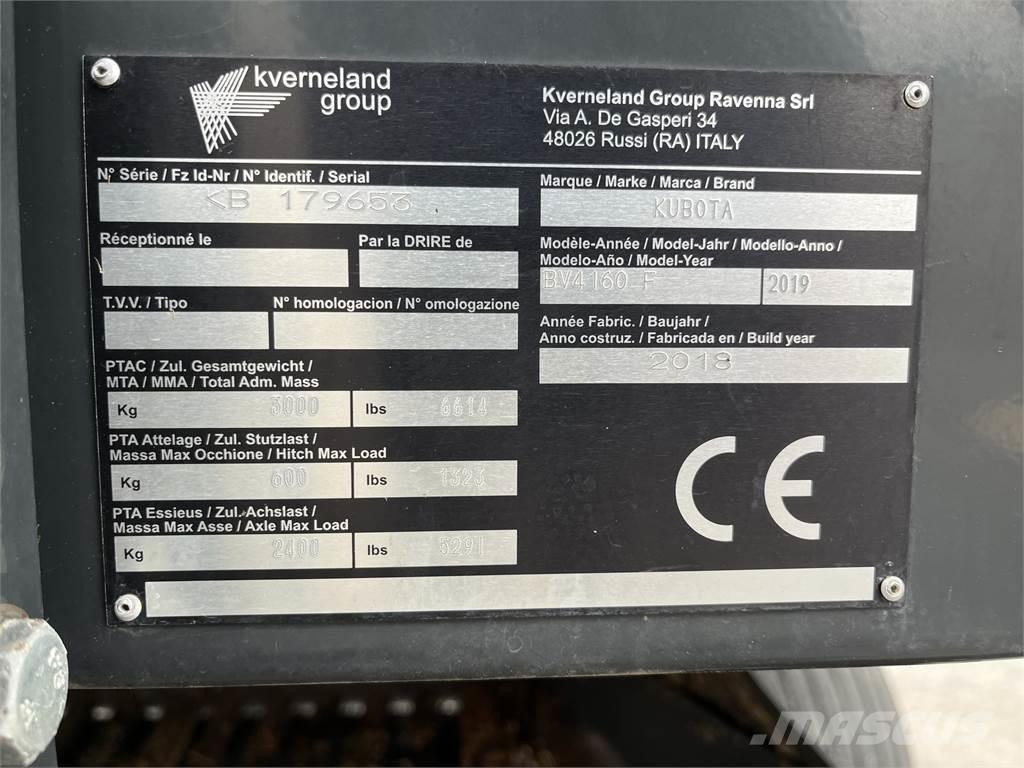 kverneland
group
Kverneland Group Ravenna Srl
Via A. De Gasperi 34
48026 Russi (RA) ITALY
N° Série / Fz Id-Nr / N° Identif. / Serial
KB 179653
Réceptionné le
Par la DRIRE de
T.V.V. / Tipo
N° homologacion / N° omologazione
PTAC / Zul. Gesamtgewicht /
MTA / MMA / Total Adm. Mass
Kg 3000 lbs 6614
PTA Attelage / Zul. Stutzlast /
Massa Max Occhione / Hitch Max Load
Kg 600 lbs 1323
PTA Essieus / Zul. Achslast /
Massa Max Asse / Axle Max Load
Kg 2400 lbs 5291
Marque / Marke / Marca / Brand
KUBOTA
Modèle-Année / Model-Jahr / Modello-Anno /
Modelo-Año / Model-Year
BV4160 F 2019
Année Fabric. / Baujahr /
Anno costruz. / Fabricada en / Build year
2018
CE
MASCUS